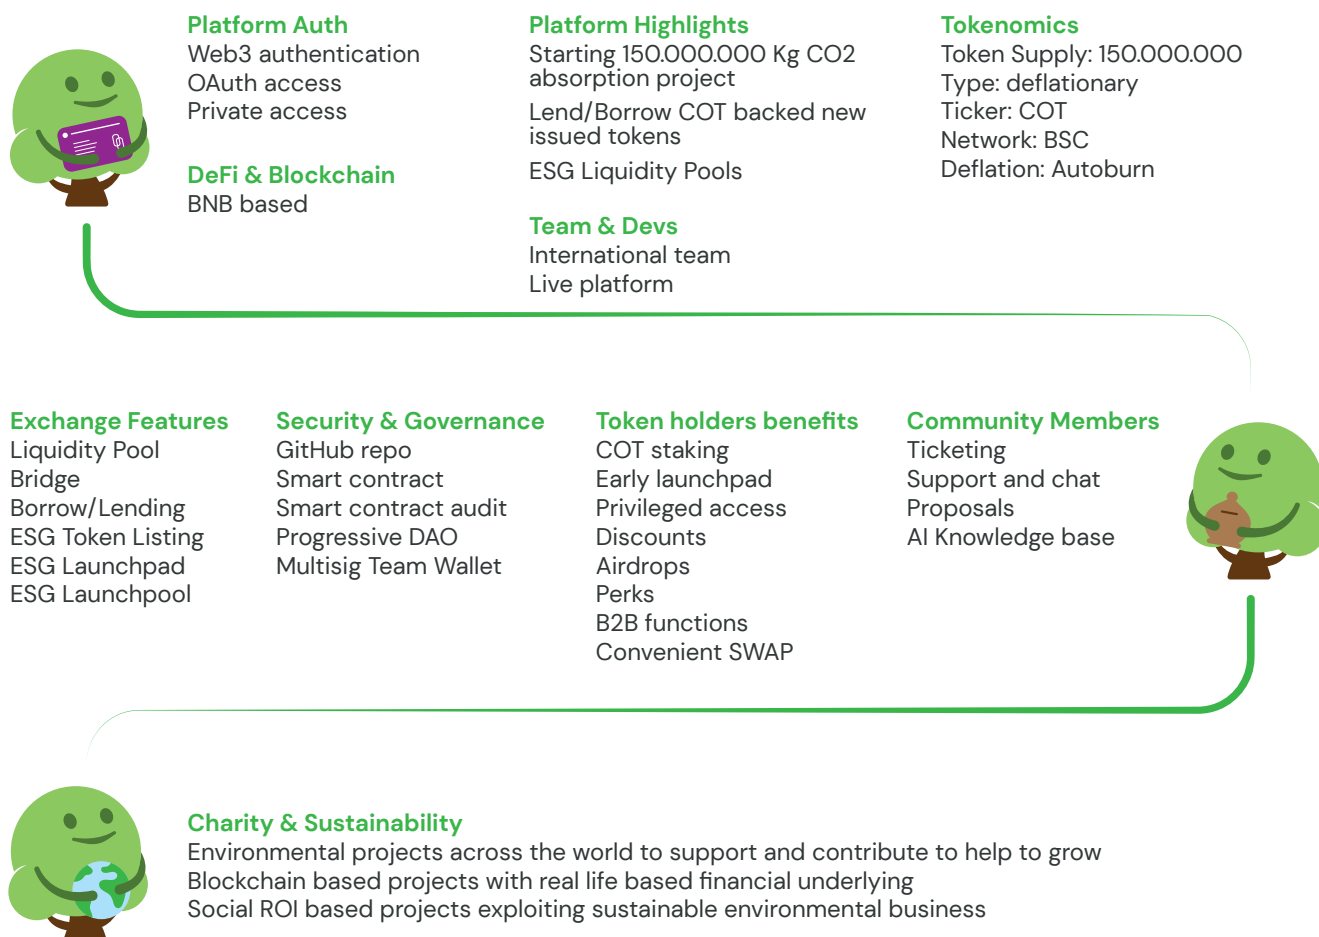 Platform Auth
Web3 authentication
OAuth access
Private access
DeFi & Blockchain
BNB based
Platform Highlights
Starting 150.000.000 Kg CO2
absorption project
Lend/Borrow COT backed new
issued tokens
ESG Liquidity Pools
Team & Devs
International team
Live platform
Tokenomics
Token Supply: 150.000.000
Type: deflationary
Ticker: COT
Network: BSC
Deflation: Autoburn
Exchange Features
Liquidity Pool
Bridge
Borrow/Lending
ESG Token Listing
ESG Launchpad
ESG Launchpool
Security & Governance
GitHub repo
Smart contract
Smart contract audit
Progressive DAO
Multisig Team Wallet
Token holders benefits
COT staking
Early launchpad
Privileged access
Discounts
Airdrops
Perks
B2B functions
Convenient SWAP
Community Members
Ticketing
Support and chat
Proposals
AI Knowledge base
Charity & Sustainability
Environmental projects across the world to support and contribute to help to grow
Blockchain based projects with real life based financial underlying
Social ROI based projects exploiting sustainable environmental business